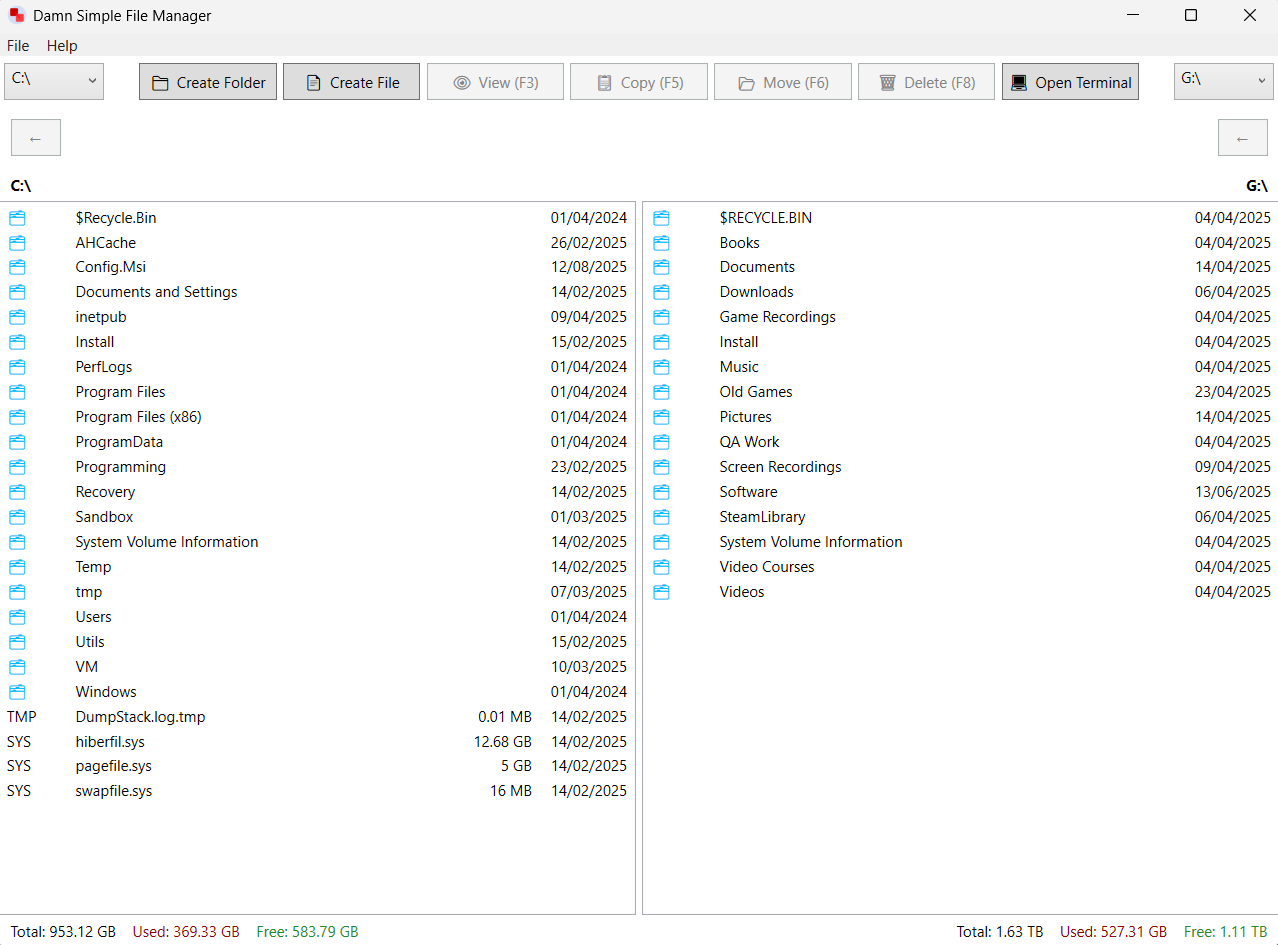 Damn Simple File Manager
File Help
C:\ Create Folder Create File View (F3) Copy (F5) Move (F6) Delete (F8) Open Terminal G:\
← ←
C:\ G:\
$Recycle.Bin 01/04/2024 $RECYCLE.BIN 04/04/2025
AHCache 26/02/2025 Books 04/04/2025
Config.Msi 12/08/2025 Documents 14/04/2025
Documents and Settings 14/02/2025 Downloads 06/04/2025
inetpub 09/04/2025 Game Recordings 04/04/2025
Install 15/02/2025 Install 04/04/2025
PerfLogs 01/04/2024 Music 04/04/2025
Program Files 01/04/2024 Old Games 23/04/2025
Program Files (x86) 01/04/2024 Pictures 14/04/2025
ProgramData 01/04/2024 QA Work 04/04/2025
Programming 23/02/2025 Screen Recordings 09/04/2025
Recovery 14/02/2025 Software 13/06/2025
Sandbox 01/03/2025 SteamLibrary 06/04/2025
System Volume Information 14/02/2025 System Volume Information 04/04/2025
Temp 14/02/2025 Video Courses 04/04/2025
tmp 07/03/2025 Videos 04/04/2025
Users 01/04/2024
Utils 15/02/2025
VM 10/03/2025
Windows 01/04/2024
TMP DumpStack.log.tmp 0.01 MB 14/02/2025
SYS hiberfil.sys 12.68 GB 14/02/2025
SYS pagefile.sys 5 GB 14/02/2025
SYS swapfile.sys 16 MB 14/02/2025
Total: 953.12 GB Used: 369.33 GB Free: 583.79 GB Total: 1.63 TB Used: 527.31 GB Free: 1.11 TB